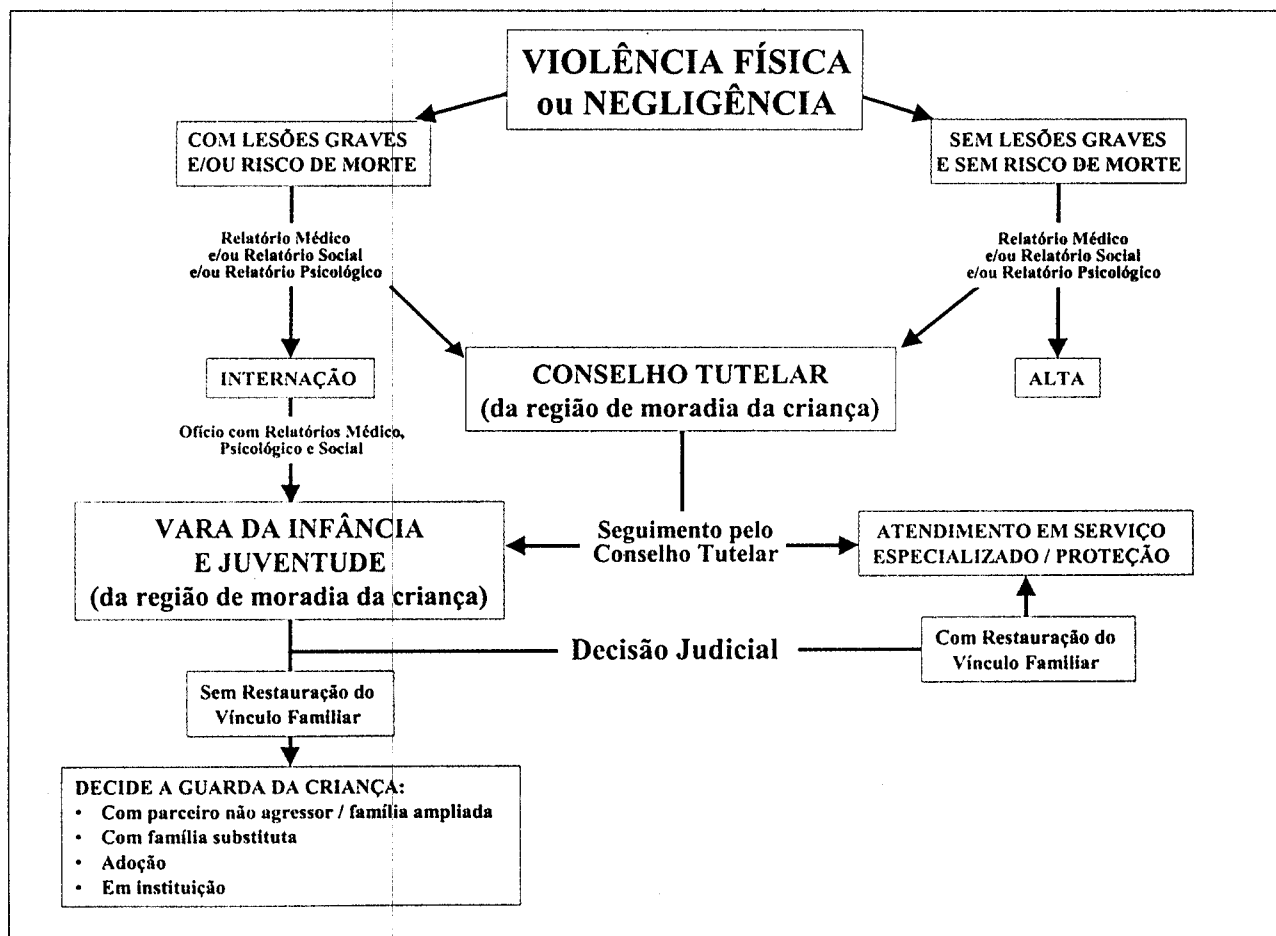 VIOLÊNCIA FÍSICA
ou NEGLIGÊNCIA
COM LESÕES GRAVES
E/OU RISCO DE MORTE
SEM LESÕES GRAVES
E SEM RISCO DE MORTE
Relatório Médico
e/ou Relatório Social
e/ou Relatório Psicológico
Relatório Médico
e/ou Relatório Social
e/ou Relatório Psicológico
INTERNAÇÃO
CONSELHO TUTELAR
(da região de moradia da criança)
ALTA
Ofício com Relatórios Médico,
Psicológico e Social
VARA DA INFÂNCIA
E JUVENTUDE
(da região de moradia da criança)
Seguimento pelo
Conselho Tutelar
ATENDIMENTO EM SERVIÇO
ESPECIALIZADO / PROTEÇÃO
Decisão Judicial
Com Restauração do
Vínculo Familiar
Sem Restauração do
Vínculo Familiar
DECIDE A GUARDA DA CRIANÇA:
• Com parceiro não agressor / família ampliada
• Com família substituta
• Adoção
• Em instituição